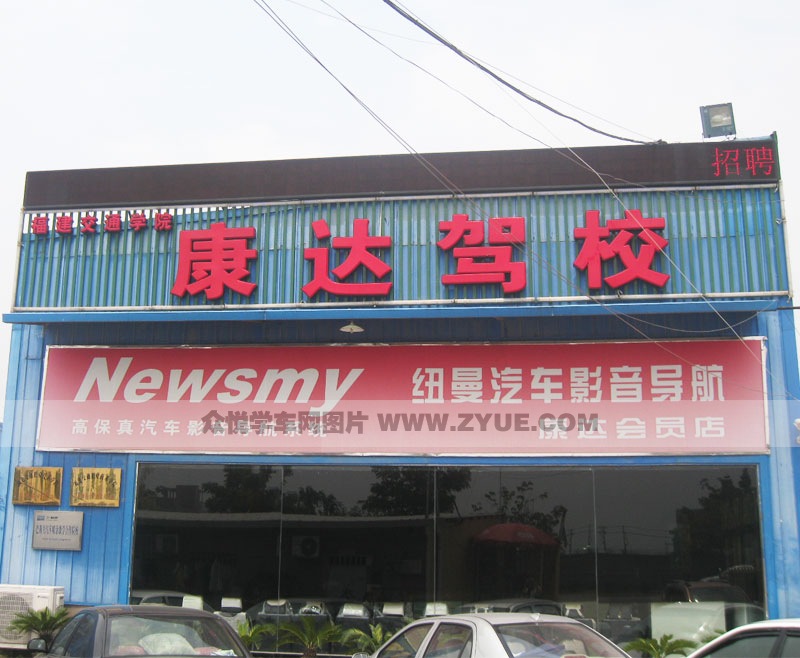 招聘
福建交通学院
康达驾校
Newsmy 纽曼汽车影音导航
高保真汽车影音导航系统 康达会员店
众悦学车网图片 WWW.ZYUE.COM